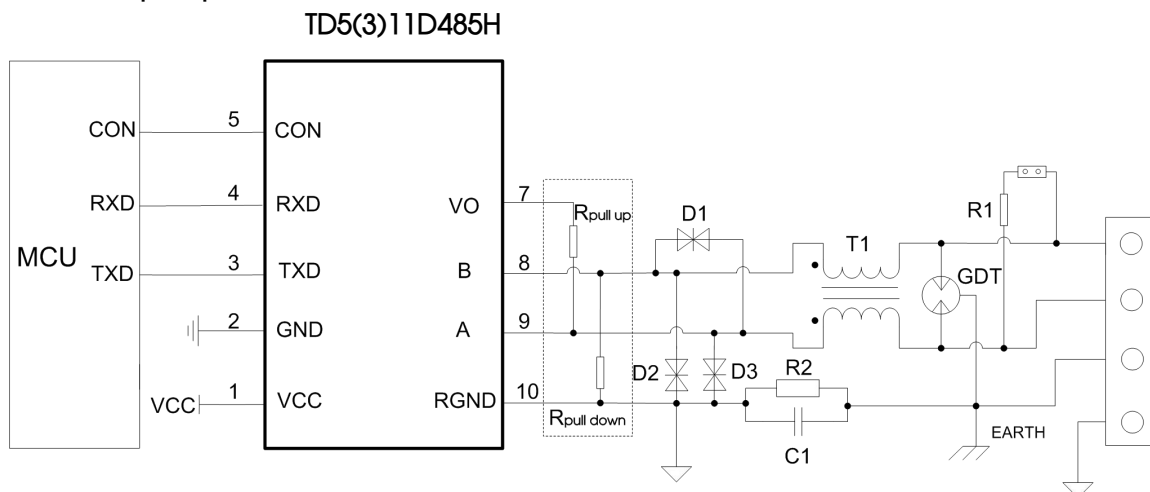 TD5(3)11D485H
MCU
CON
RXD
TXD
VCC
5
4
3
2
1
CON
RXD
TXD
GND
VCC
VO
B
A
RGND
7
8
9
10
Rpull up
Rpull down
D1
D2
D3
T1
R2
C1
GDT
R1
EARTH